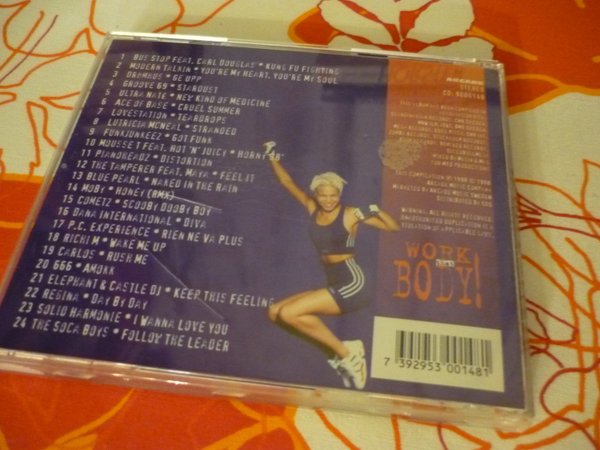 1 BUS STOP FEAT. CARL DOUGLAS * KUNG FU FIGHTING
2 MODERN TALKIN * YOU'RE MY HEART, YOU'RE MY SOUL
3 DRUMHUS * GE UPP
4 GROOVE 69 * STARDUST
5 ULTRA NATE * NEW KIND OF MEDICINE
6 ACE OF BASE * CRUEL SUMMER
7 LOVESTATION * TEARDROPS
8 LUTRICIA MCNEAL * STRANDED
9 FUNKJUNKEEZ * GOT FUNK
10 MOUSSE T FEAT. HOT 'N' JUICY * HORNY 98'
11 PIANOHEADZ * DISTORTION
12 THE TAMPERER FEAT. MAYA * FEEL IT
13 BLUE PEARL * NAKED IN THE RAIN
14 MOBY * HONEY (RMX)
15 COMETZ * SCOOBY DOOBY BOY
16 DANA INTERNATIONAL * DIVA
17 P.C. EXPERIENCE * RIEN NE VA PLUS
18 RICHI M * WAKE ME UP
19 CARLOS * RUSH ME
20 666 * AMOKK
21 ELEPHANT & CASTLE DJ * KEEP THIS FEELING
22 REGINA * DAY BY DAY
23 SOLID HARMONIE * I WANNA LOVE YOU
24 THE SOCA BOYS * FOLLOW THE LEADER
STEREO
WARNING. ALL RIGHTS RESERVED.
WORK
that
BODY!
7 392953 001481